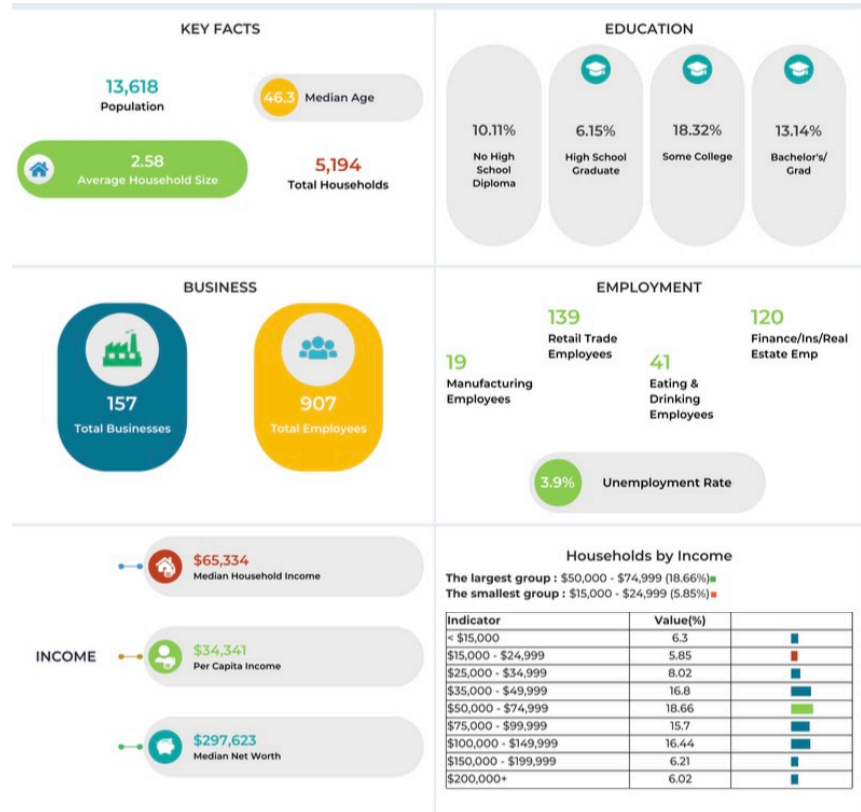 KEY FACTS
13,618
Population
46.3 Median Age
2.58
Average Household Size
5,194
Total Households
EDUCATION
10.11%
No High
School
Diploma
6.15%
High School
Graduate
18.32%
Some College
13.14%
Bachelor's/
Grad
BUSINESS
157
Total Businesses
907
Total Employees
EMPLOYMENT
19
Manufacturing
Employees
139
Retail Trade
Employees
41
Eating &
Drinking
Employees
120
Finance/Ins/Real
Estate Emp
3.9% Unemployment Rate
INCOME
$65,334
Median Household Income
$34,341
Per Capita Income
$297,623
Median Net Worth
Households by Income
The largest group : $50,000 - $74,999 (18.66%)
The smallest group : $15,000 - $24,999 (5.85%)
Indicator Value(%)
< $15,000 6.3
$15,000 - $24,999 5.85
$25,000 - $34,999 8.02
$35,000 - $49,999 16.8
$50,000 - $74,999 18.66
$75,000 - $99,999 15.7
$100,000 - $149,999 16.44
$150,000 - $199,999 6.21
$200,000+ 6.02